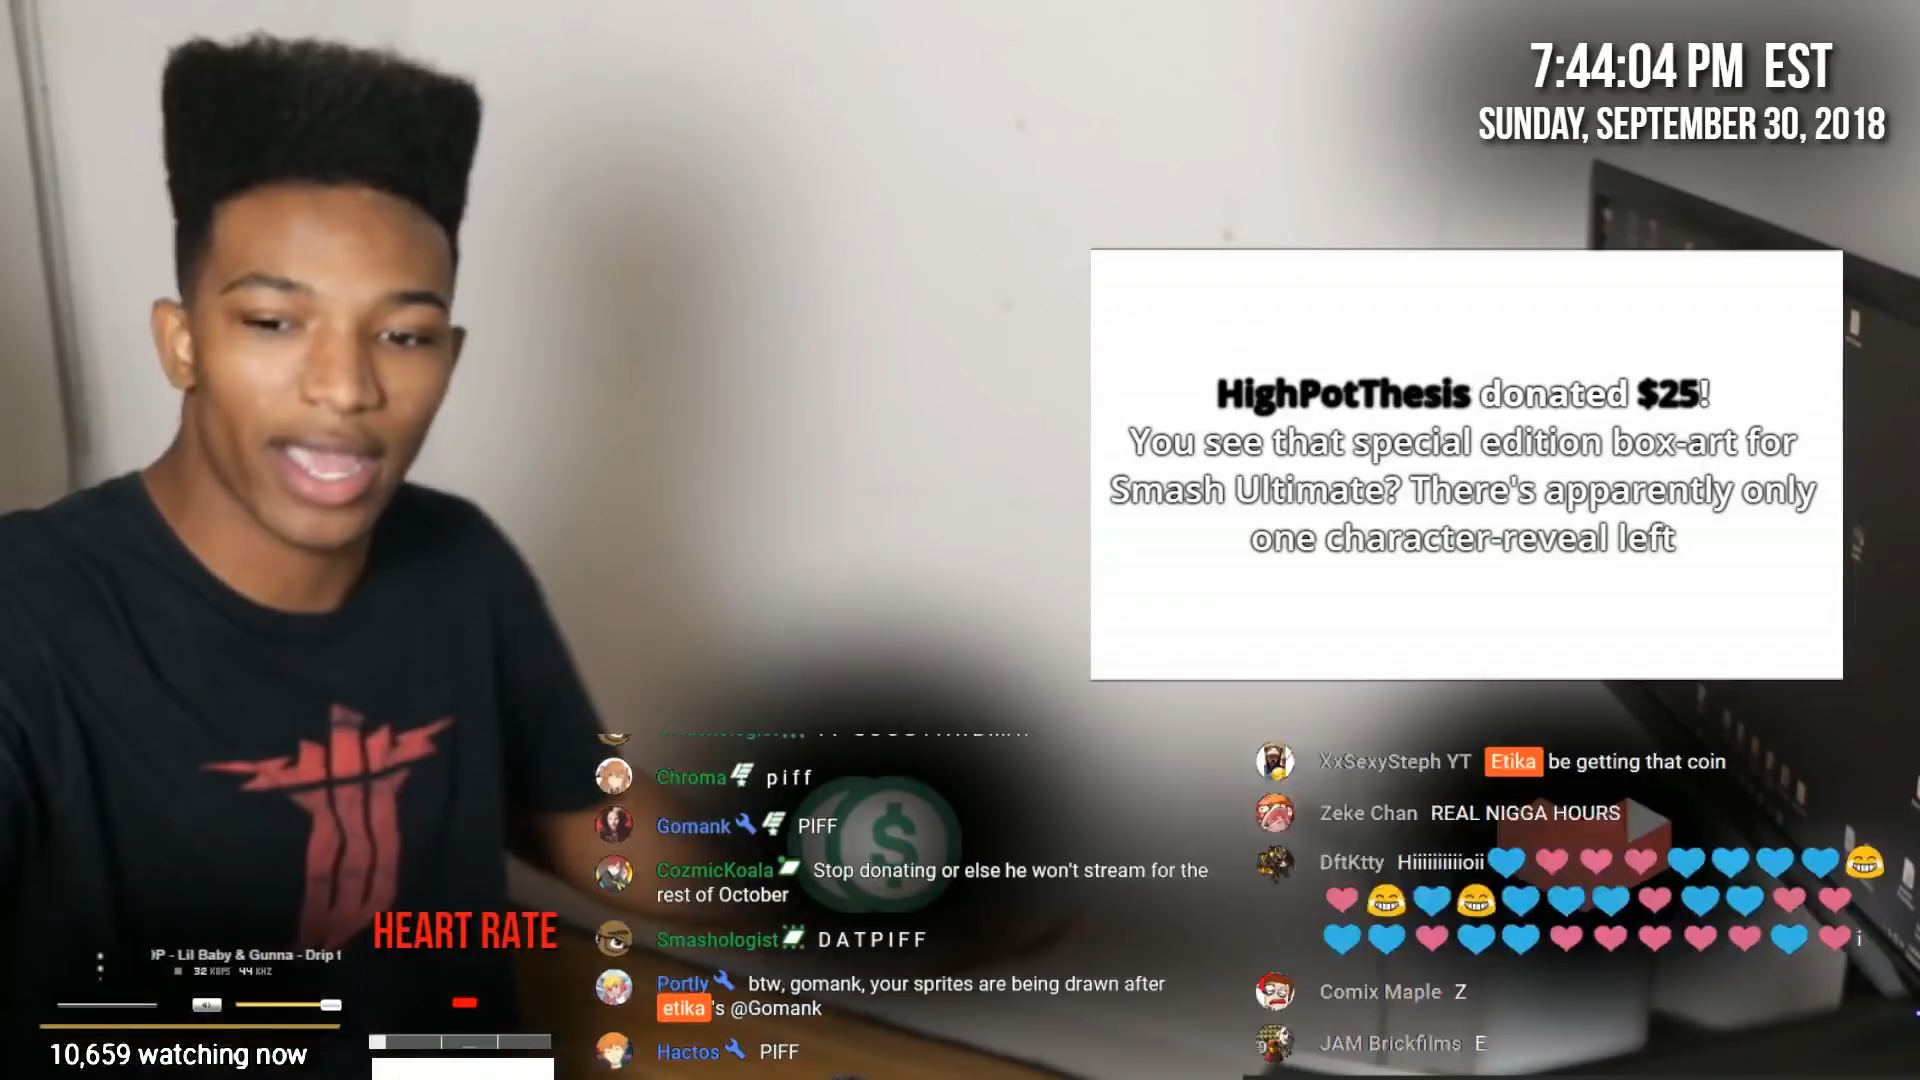 7:44:04 PM EST
SUNDAY, SEPTEMBER 30, 2018
HighPotThesis donated $25!
You see that special edition box-art for
Smash Ultimate? There's apparently only
one character-reveal left
Chroma p i f f
Gomank PIFF
CozmicKoala Stop donating or else he won't stream for the
rest of October
Smashologist D A T P I F F
Portly btw, gomank, your sprites are being drawn after
etika's @Gomank
Hactos PIFF
XxSexySteph YT Etika be getting that coin
Zeke Chan REAL NIGGA HOURS
DftKtty Hiiiiiiiiiioii💙❤️❤️❤️💙💙💙💙😂
❤️😂💙😂💙💙💙❤️💙💙❤️❤️
💙💙❤️💙💙❤️❤️❤️❤️❤️💙❤️i
Comix Maple Z
JAM Brickfilms E
HEART RATE
- Lil Baby & Gunna - Drip
32 KBPS 44 KHZ
10,659 watching now